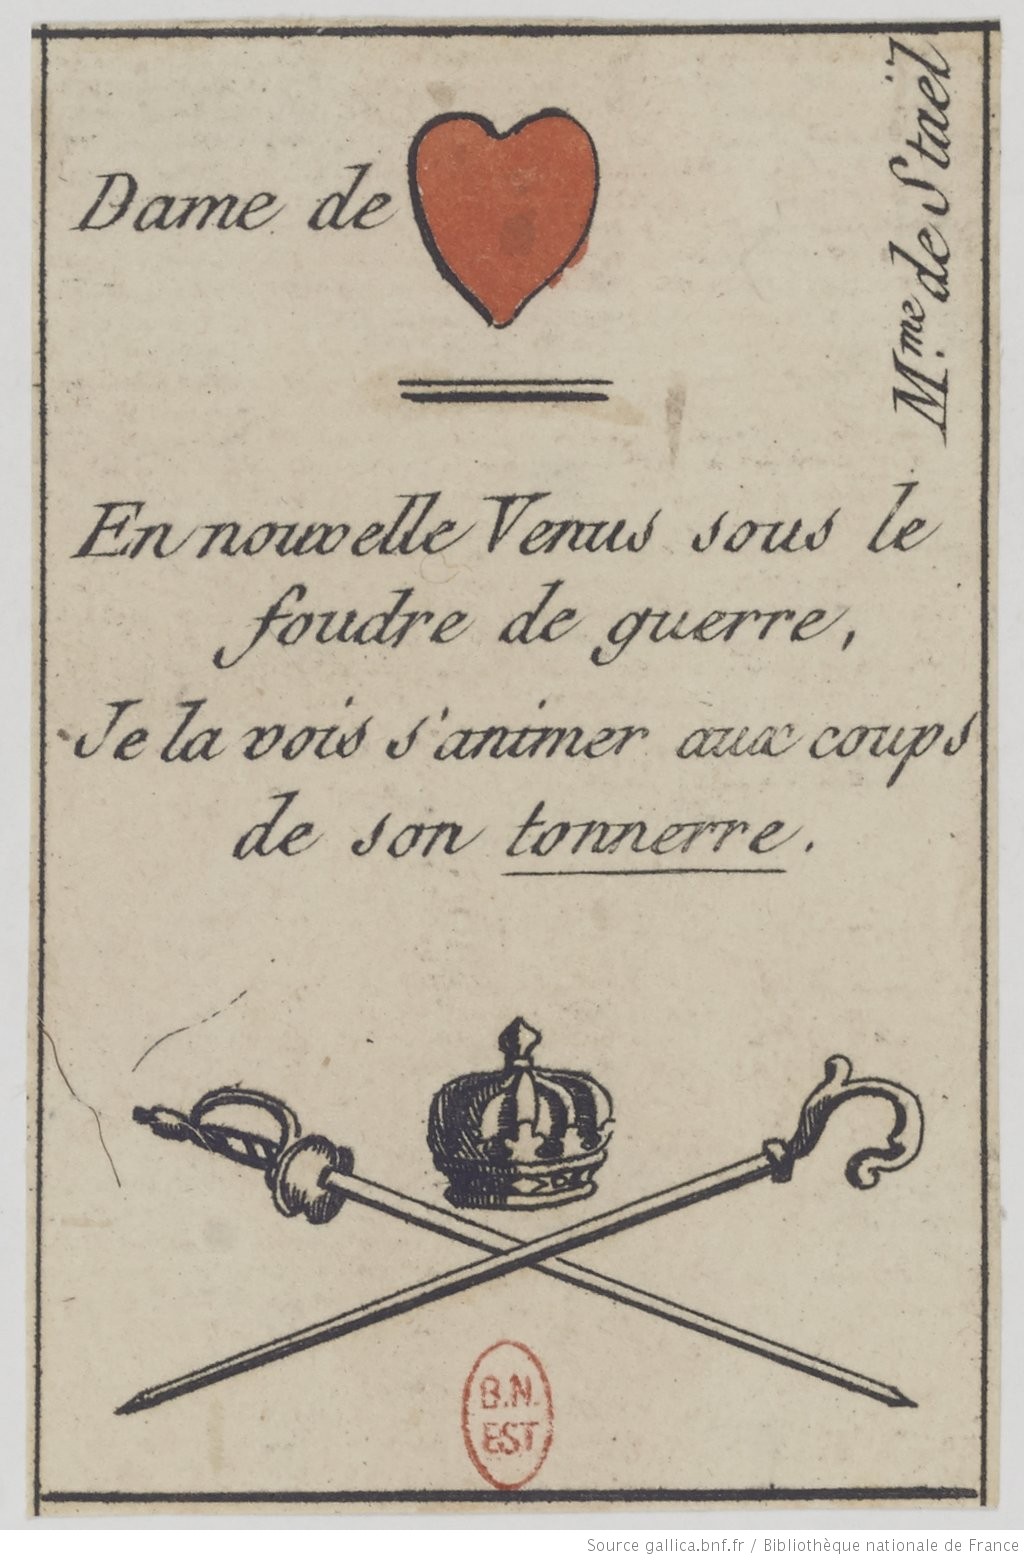 Dame de
Mme. de Staël
En nouvelle Venus sous le
foudre de guerre,
Je la vois s'animer aux coups
de son tonnerre.
B.N.
EST
Source gallica.bnf.fr / Bibliothèque nationale de France